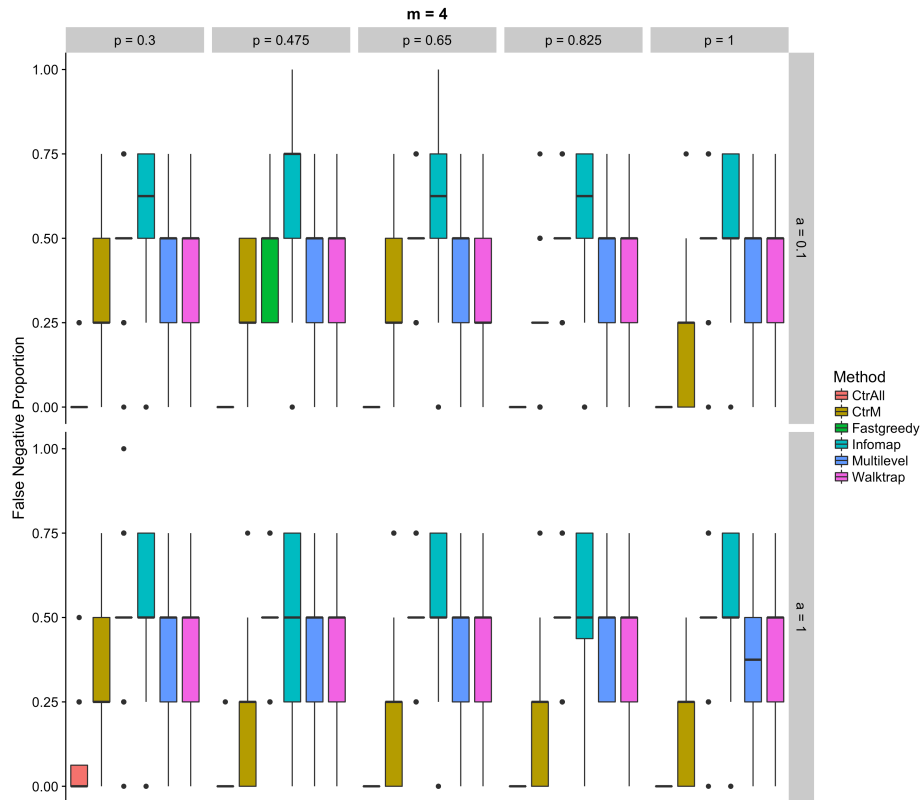 m = 4
p = 0.3 p = 0.475 p = 0.65 p = 0.825 p = 1
1.00
0.75
0.50
0.25
0.00
a = 0.1
1.00
0.75
0.50
0.25
0.00
a = 1
False Negative Proportion
Method
CtrAll
CtrM
Fastgreedy
Infomap
Multilevel
Walktrap